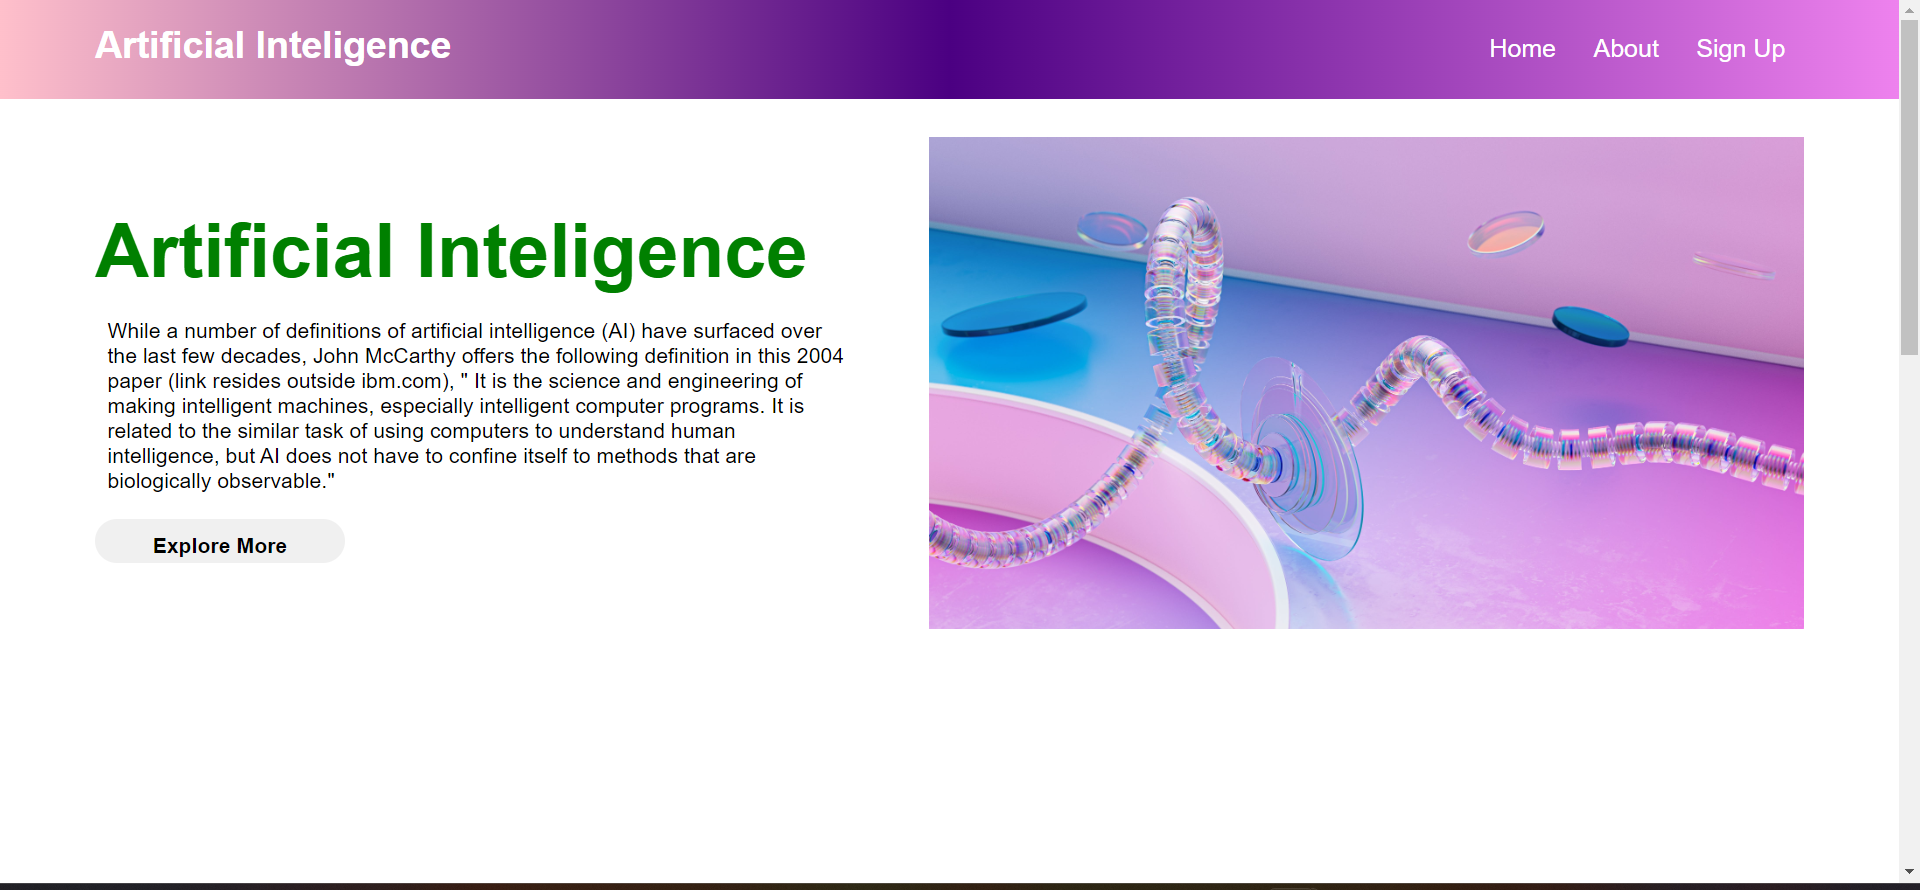 Artificial Inteligence
Home About Sign Up
Artificial Inteligence
While a number of definitions of artificial intelligence (AI) have surfaced over
the last few decades, John McCarthy offers the following definition in this 2004
paper (link resides outside ibm.com), " It is the science and engineering of
making intelligent machines, especially intelligent computer programs. It is
related to the similar task of using computers to understand human
intelligence, but AI does not have to confine itself to methods that are
biologically observable."
Explore More